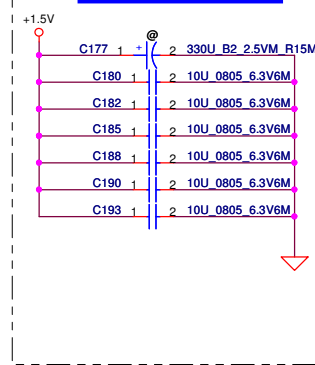 +1.5V
@
C177 1 + 2 330U_B2_2.5VM_R15M
C180 1 2 10U_0805_6.3V6M
C182 1 2 10U_0805_6.3V6M
C185 1 2 10U_0805_6.3V6M
C188 1 2 10U_0805_6.3V6M
C190 1 2 10U_0805_6.3V6M
C193 1 2 10U_0805_6.3V6M